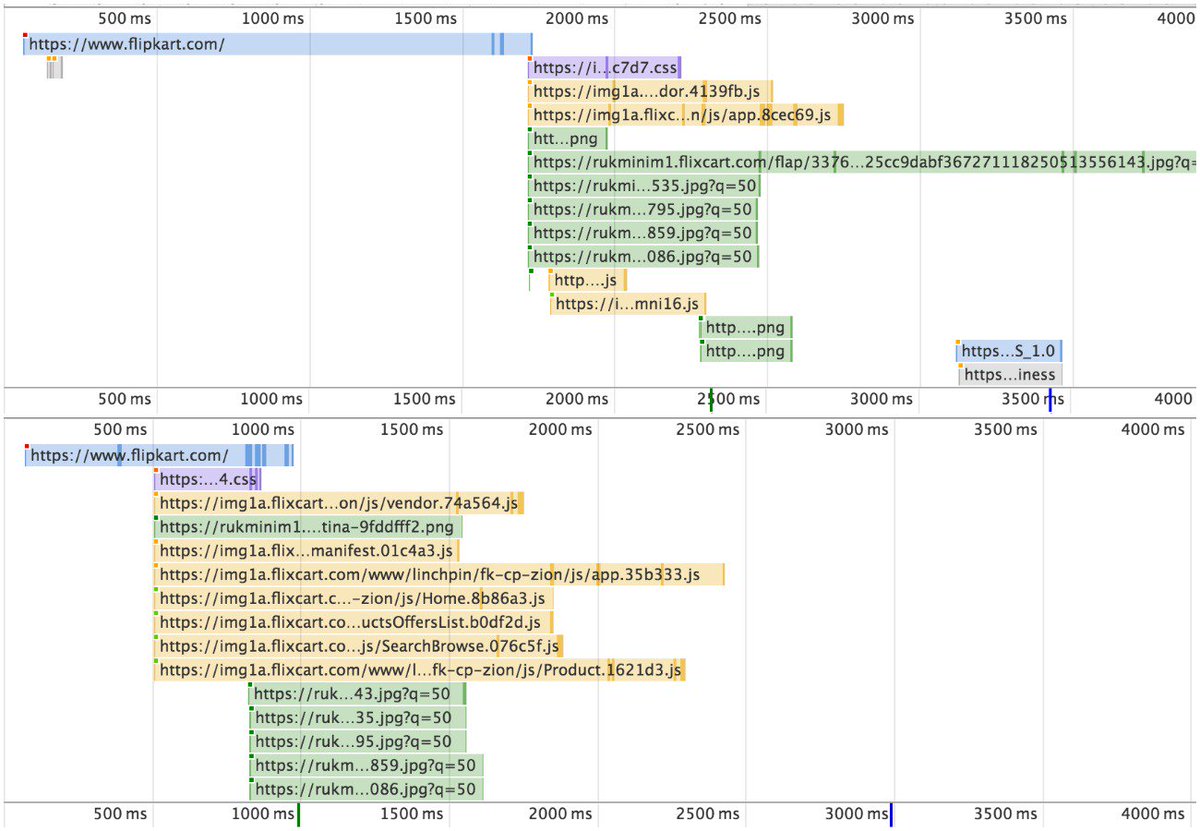 500 ms 1000 ms 1500 ms 2000 ms 2500 ms 3000 ms 3500 ms 4000
https://www.flipkart.com/
https://i...c7d7.css
https://img1a....dor.4139fb.js
https://img1a.flixc...n/js/app.8cec69.js
htt...png
https://rukminim1.flixcart.com/flap/3376...25cc9dabf3672711182505135561​43.jpg?q=
https://rukmi...535.jpg?q=50
https://rukm...795.jpg?q=50
https://rukm...859.jpg?q=50
https://rukm...086.jpg?q=50
http....js
https://i...mni16.js
http....png
http....png
https...S_1.0
https...iness
500 ms 1000 ms 1500 ms 2000 ms 2500 ms 3000 ms 3500 ms 4000
500 ms 1000 ms 1500 ms 2000 ms 2500 ms 3000 ms 3500 ms 4000 ms
https://www.flipkart.com/
https:...4.css
https://img1a.flixcart...on/js/vendor.74a564.js
https://rukminim1....tina-9fddfff2.png
https://img1a.flix...manifest.01c4a3.js
https://img1a.flixcart.com/www/linchpin/fk-cp-zion/js/app.35b333.js
https://img1a.flixcart.c...-zion/js/Home.8b86a3.js
https://img1a.flixcart.co...uctsOffersList.b0df2d.js
https://img1a.flixcart.co...js/SearchBrowse.076c5f.js
https://img1a.flixcart.com/www/l...fk-cp-zion/js/Product.1621d3.js
https://ruk...43.jpg?q=50
https://ruk...35.jpg?q=50
https://ruk...95.jpg?q=50
https://rukm...859.jpg?q=50
https://rukm...086.jpg?q=50
500 ms 1000 ms 1500 ms 2000 ms 2500 ms 3000 ms 3500 ms 4000 ms